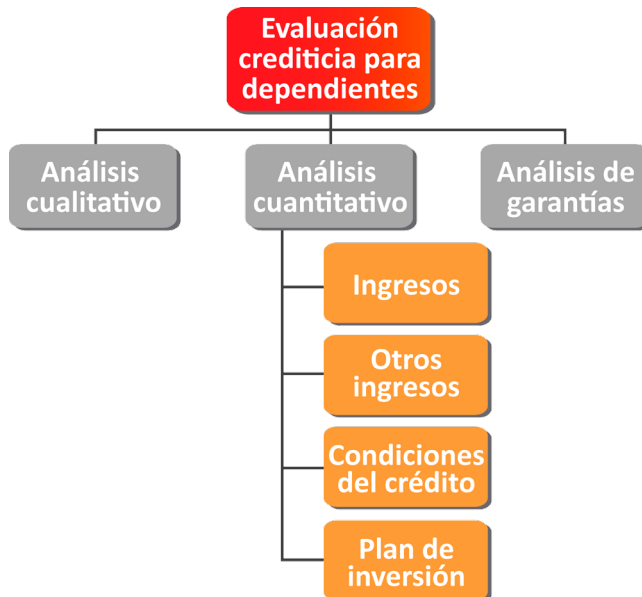 Evaluación
crediticia para
dependientes
Análisis
cualitativo
Análisis
cuantitativo
Análisis de
garantías
Ingresos
Otros
ingresos
Condiciones
del crédito
Plan de
inversión